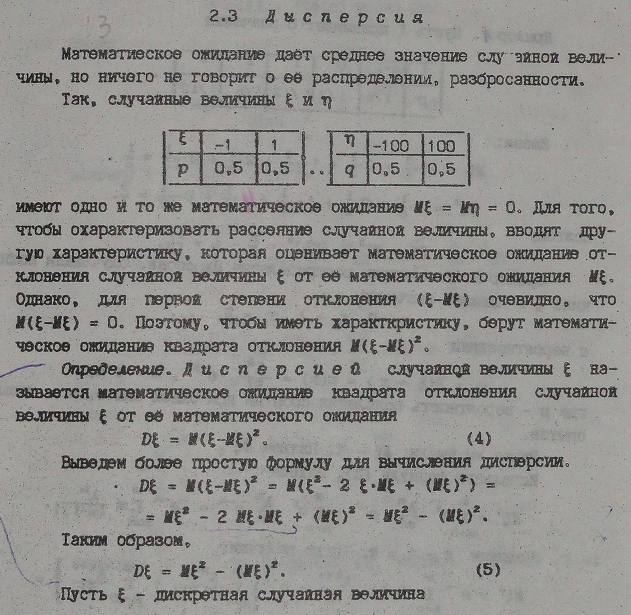 2.3 Дисперсия
Математиеское ожидание даёт среднее значение слу айной вели-
чины, но ничего не говорит о её распределении, разбросанности.
Так, случайные величины ξ и η
ξ -1 1 η -100 100
p 0,5 0,5 .. q 0,5 0,5
имеют одно и то же математическое ожидание Mξ = Mη = 0. Для того,
чтобы охарактеризовать рассеяние случайной величины, вводят дру-
гую характеристику, которая оценивает математическое ожидание от-
клонения случайной величины ξ от её математического ожидания Mξ.
Однако, для первой степени отклонения (ξ-Mξ) очевидно, что
M(ξ-Mξ) = 0. Поэтому, чтобы иметь характкристику, берут математи-
ческое ожидание квадрата отклонения M(ξ-Mξ)².
Определение. Дисперсией случайной величины ξ на-
зывается математическое ожидание квадрата отклонения случайной
величины ξ от её математического ожидания
Dξ = M(ξ-Mξ)². (4)
Выведем более простую формулу для вычисления дисперсии.
Dξ = M(ξ-Mξ)² = M(ξ²- 2 ξ·Mξ + (Mξ)²) =
= Mξ² - 2 Mξ·Mξ + (Mξ)² = Mξ² - (Mξ)².
Таким образом,
Dξ = Mξ² - (Mξ)². (5)
Пусть ξ - дискретная случайная величина